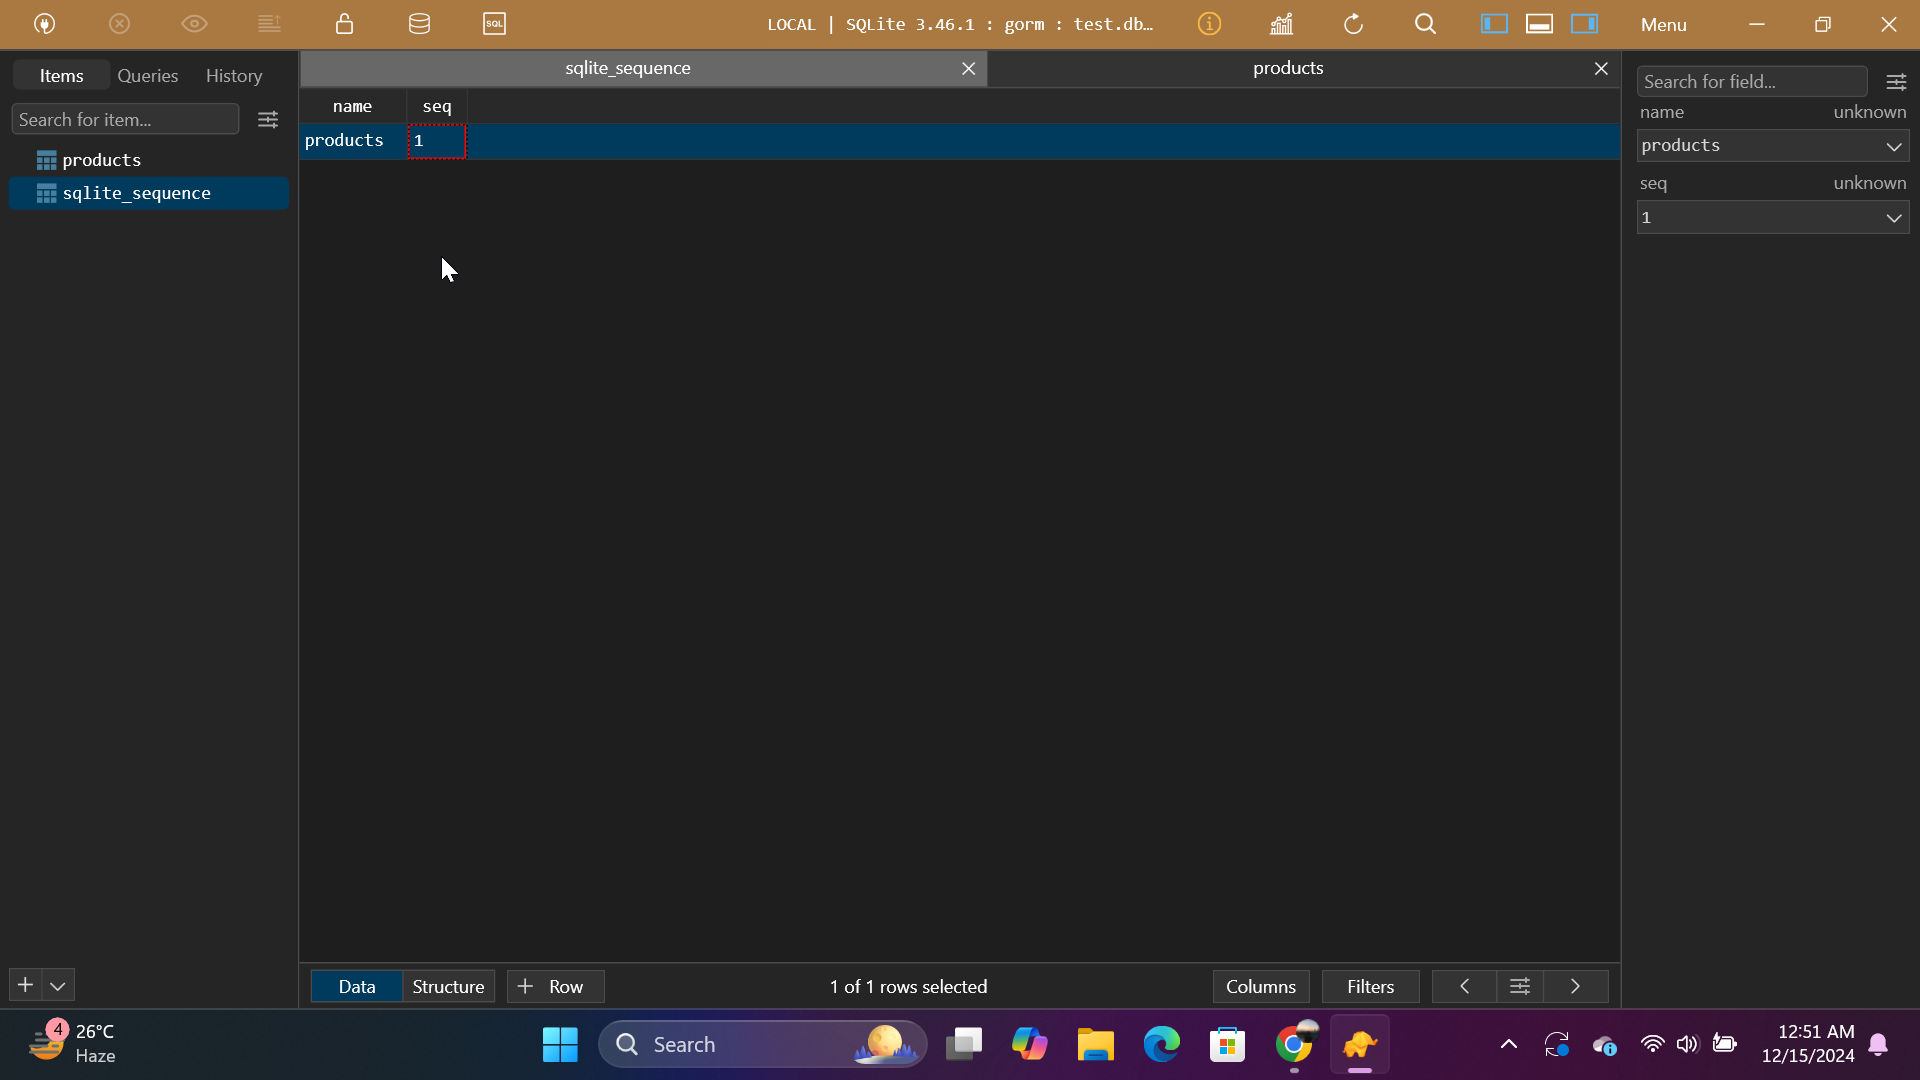 SQL
LOCAL | SQLite 3.46.1 : gorm : test.db...
Menu
Items Queries History
Search for item...
products
sqlite_sequence
sqlite_sequence
products
name seq
products 1
Search for field...
name unknown
products
seq unknown
1
Data Structure
+ Row
1 of 1 rows selected
Columns
Filters
4
26°C
Haze
Search
12:51 AM
12/15/2024